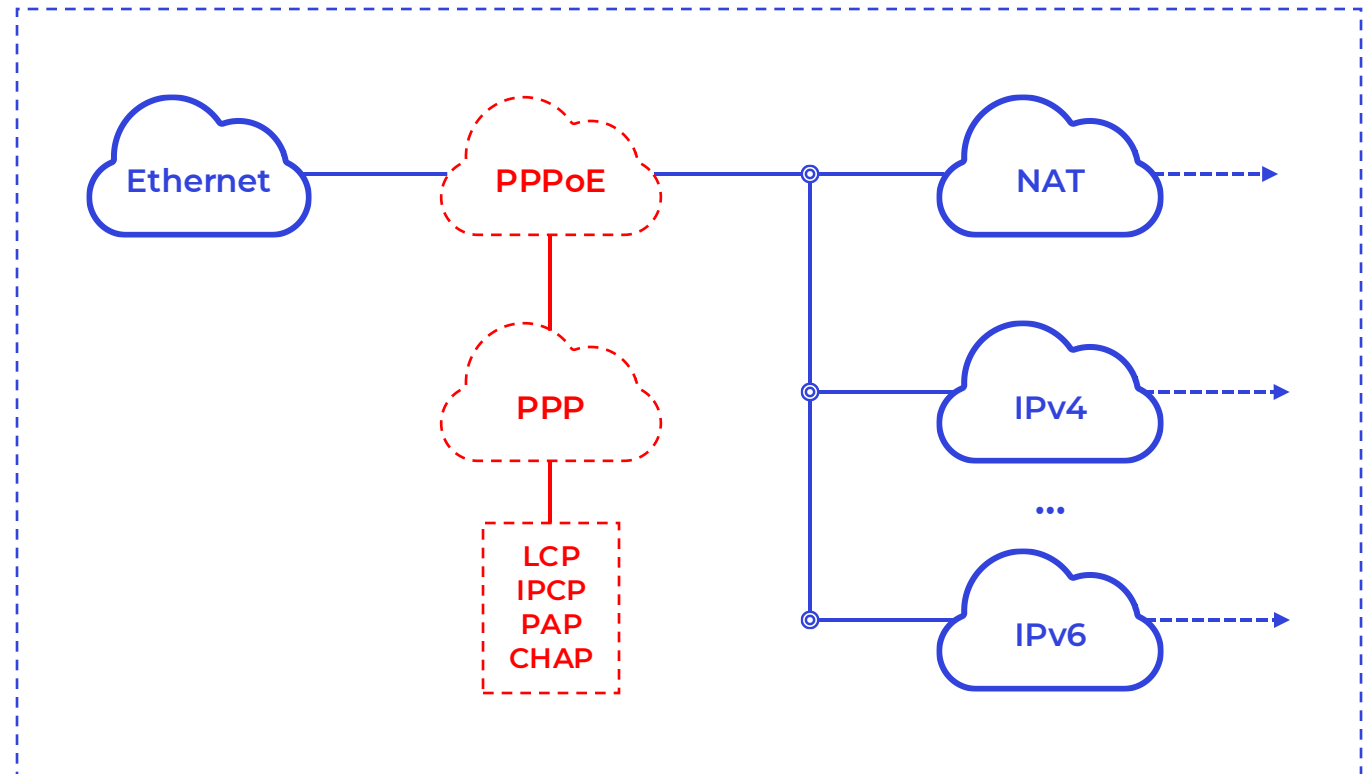 Ethernet
PPPoE
NAT
PPP
IPv4
...
LCP
IPCP
PAP
CHAP
IPv6